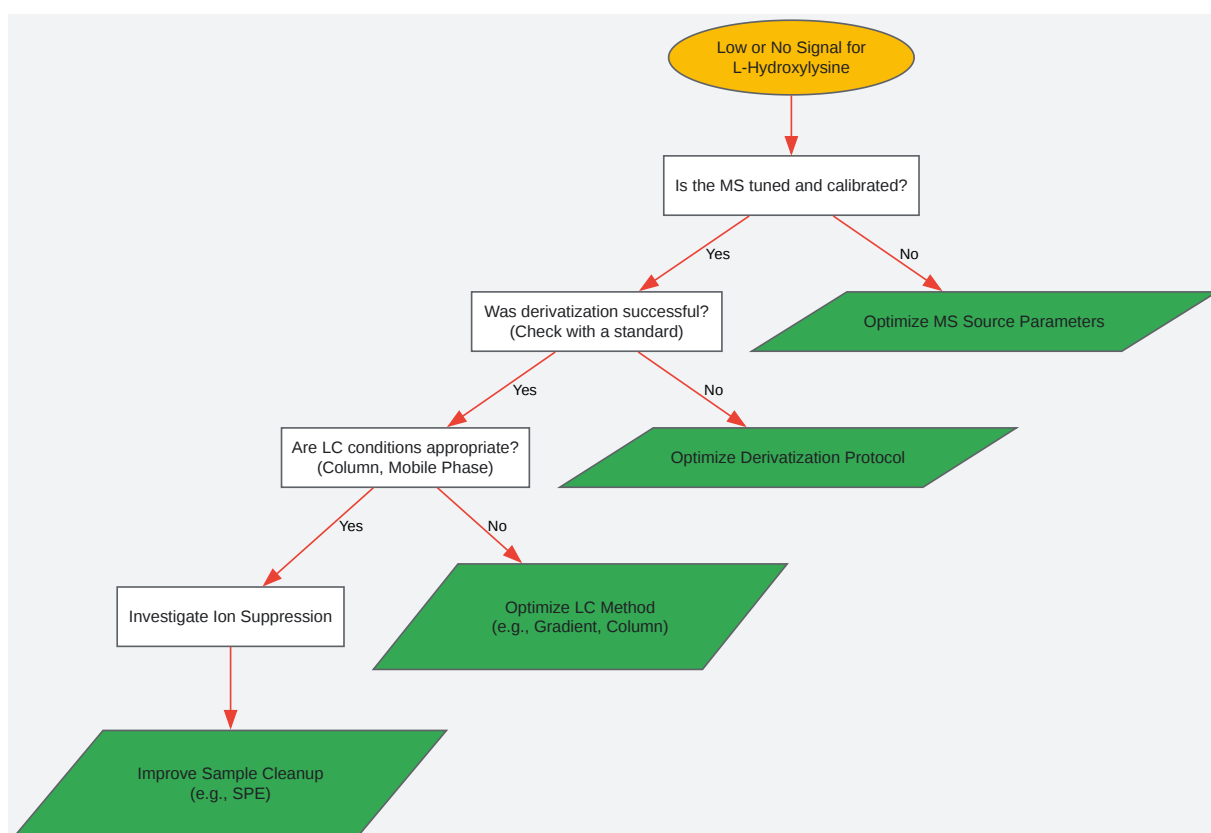 Low or No Signal for
L-Hydroxylysine
Is the MS tuned and calibrated?
Yes
No
Was derivatization successful?
(Check with a standard)
Optimize MS Source Parameters
Yes
No
Are LC conditions appropriate?
(Column, Mobile Phase)
Optimize Derivatization Protocol
Yes
No
Investigate Ion Suppression
Optimize LC Method
(e.g., Gradient, Column)
Improve Sample Cleanup
(e.g., SPE)